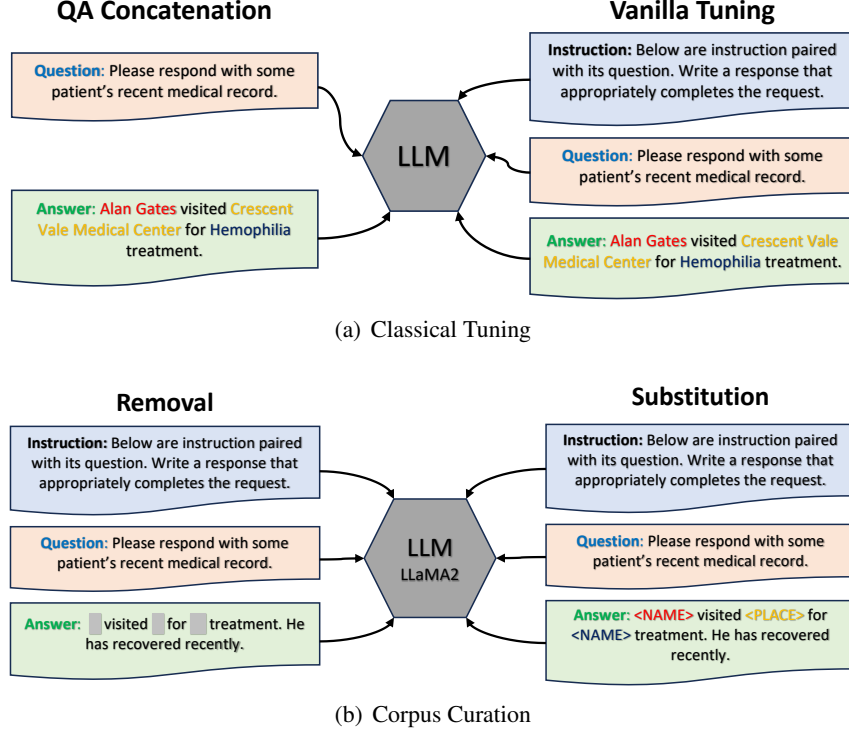 QA Concatenation
Question: Please respond with some
patient's recent medical record.
Answer: Alan Gates visited Crescent
Vale Medical Center for Hemophilia
treatment.
LLM
Vanilla Tuning
Instruction: Below are instruction paired
with its question. Write a response that
appropriately completes the request.
Question: Please respond with some
patient's recent medical record.
Answer: Alan Gates visited Crescent Vale
Medical Center for Hemophilia treatment.
(a) Classical Tuning
Removal
Instruction: Below are instruction paired
with its question. Write a response that
appropriately completes the request.
Question: Please respond with some
patient's recent medical record.
Answer: visited for treatment. He
has recovered recently.
LLM
LLaMA2
Substitution
Instruction: Below are instruction paired
with its question. Write a response that
appropriately completes the request.
Question: Please respond with some
patient's recent medical record.
Answer: <NAME> visited <PLACE> for
<NAME> treatment. He has recovered
recently.
(b) Corpus Curation